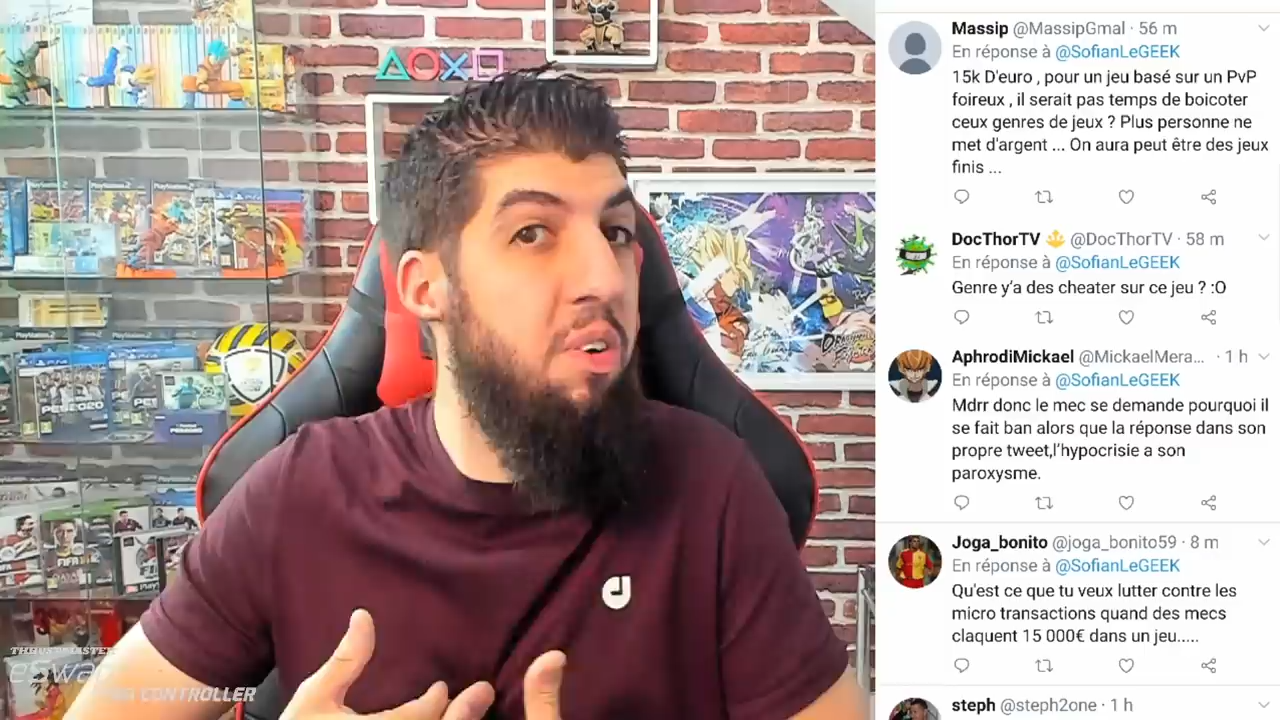 THRUSTMASTER
eSwap
PRO CONTROLLER
PES2020
FIFA
Massip @MassipGmal · 56 m
En réponse à @SofianLeGEEK
15k D'euro , pour un jeu basé sur un PvP
foireux , il serait pas temps de boicoter
ceux genres de jeux ? Plus personne ne
met d'argent ... On aura peut être des jeux
finis ...
DocThorTV @DocThorTV · 58 m
En réponse à @SofianLeGEEK
Genre y'a des cheater sur ce jeu ? :O
AphrodiMickael @MickaelMera... · 1 h
En réponse à @SofianLeGEEK
Mdrr donc le mec se demande pourquoi il
se fait ban alors que la réponse dans son
propre tweet,l'hypocrisie a son
paroxysme.
Joga_bonito @joga_bonito59 · 8 m
En réponse à @SofianLeGEEK
Qu'est ce que tu veux lutter contre les
micro transactions quand des mecs
claquent 15 000€ dans un jeu.....
steph @steph2one · 1 h